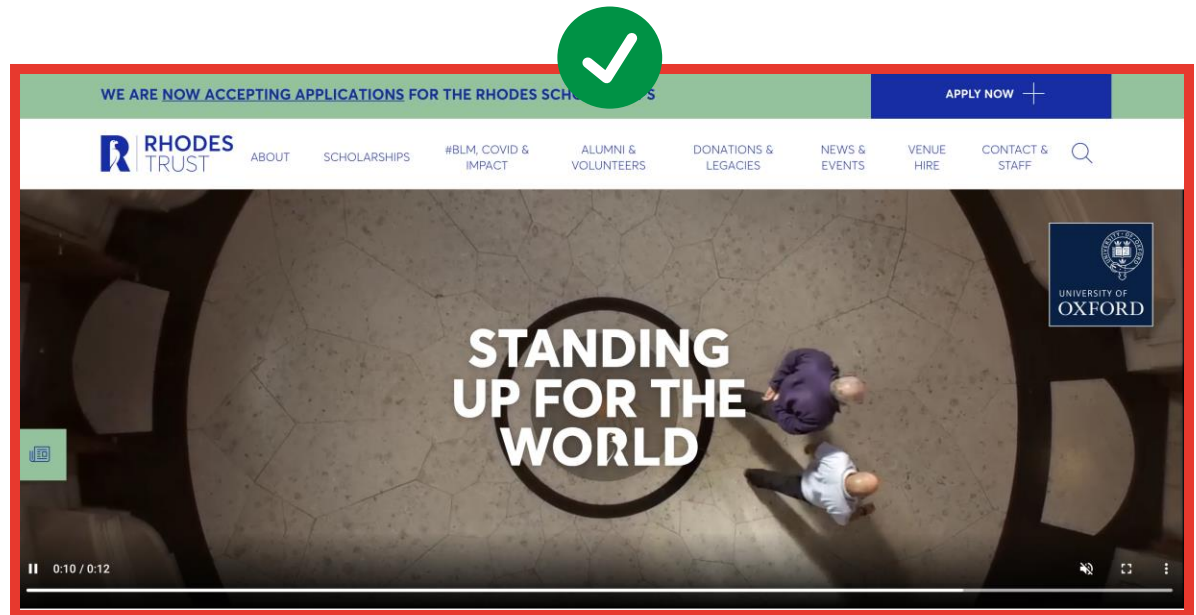 WE ARE NOW ACCEPTING APPLICATIONS FOR THE RHODES
APPLY NOW
RHODES
TRUST
ABOUT
SCHOLARSHIPS
#BLM, COVID &
IMPACT
ALUMNI &
VOLUNTEERS
DONATIONS &
LEGACIES
NEWS &
EVENTS
VENUE
HIRE
CONTACT &
STAFF
UNIVERSITY OF
OXFORD
STANDING
UP FOR THE
WORLD
0:10 / 0:12